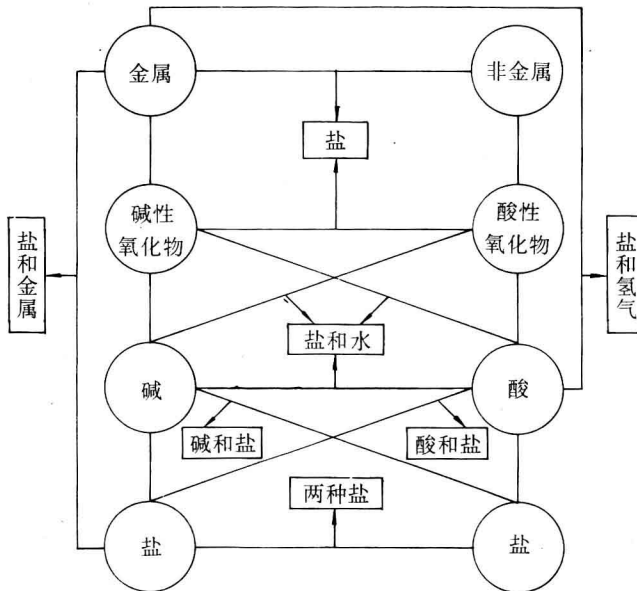 金属
非金属
盐
碱性
氧化物
酸性
氧化物
盐和金属
盐和氢气
盐和水
碱
酸
碱和盐
酸和盐
两种盐
盐
盐